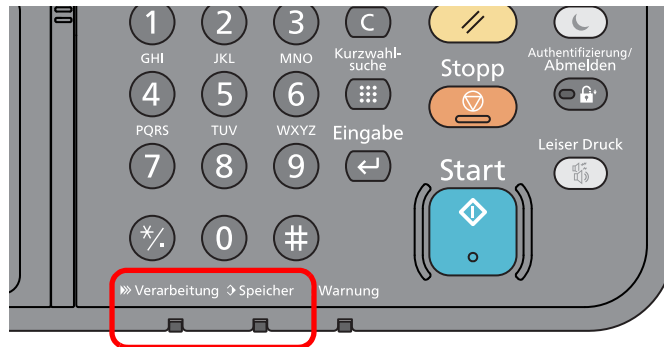 1 2 3 C
GHI JKL MNO Kurzwahl-
suche
Stopp
Authentifizierung/
Abmelden
4 5 6
PQRS TUV WXYZ Eingabe
7 8 9
Start
Leiser Druck
*/. 0 #
Verarbeitung Speicher Warnung